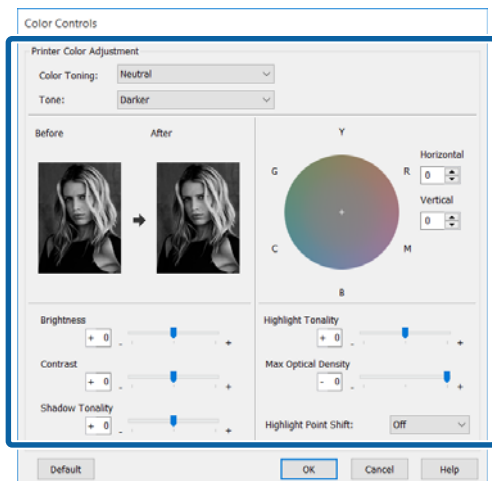 Color Controls
Printer Color Adjustment
Color Toning: Neutral
Tone: Darker
Before After
Y
G R
C M
B
Horizontal
0
Vertical
0
Brightness
+ 0 - +
Contrast
+ 0 - +
Shadow Tonality
+ 0 - +
Highlight Tonality
+ 0 - +
Max Optical Density
- 0 - +
Highlight Point Shift: Off
Default OK Cancel Help